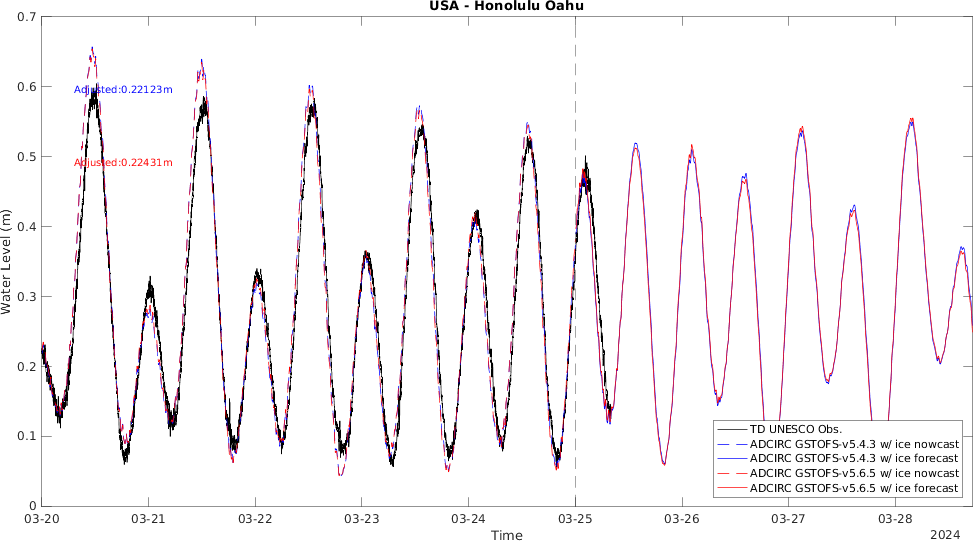 USA - Honolulu Oahu
0.7
0.6
0.5
0.4
0.3
0.2
0.1
0
Water Level (m)
Adjusted:0.22123m
Adjusted:0.22431m
TD UNESCO Obs.
ADCIRC GSTOFS-v5.4.3 w/ ice nowcast
ADCIRC GSTOFS-v5.4.3 w/ ice forecast
ADCIRC GSTOFS-v5.6.5 w/ ice nowcast
ADCIRC GSTOFS-v5.6.5 w/ ice forecast
03-20 03-21 03-22 03-23 03-24 03-25 03-26 03-27 03-28
Time
2024